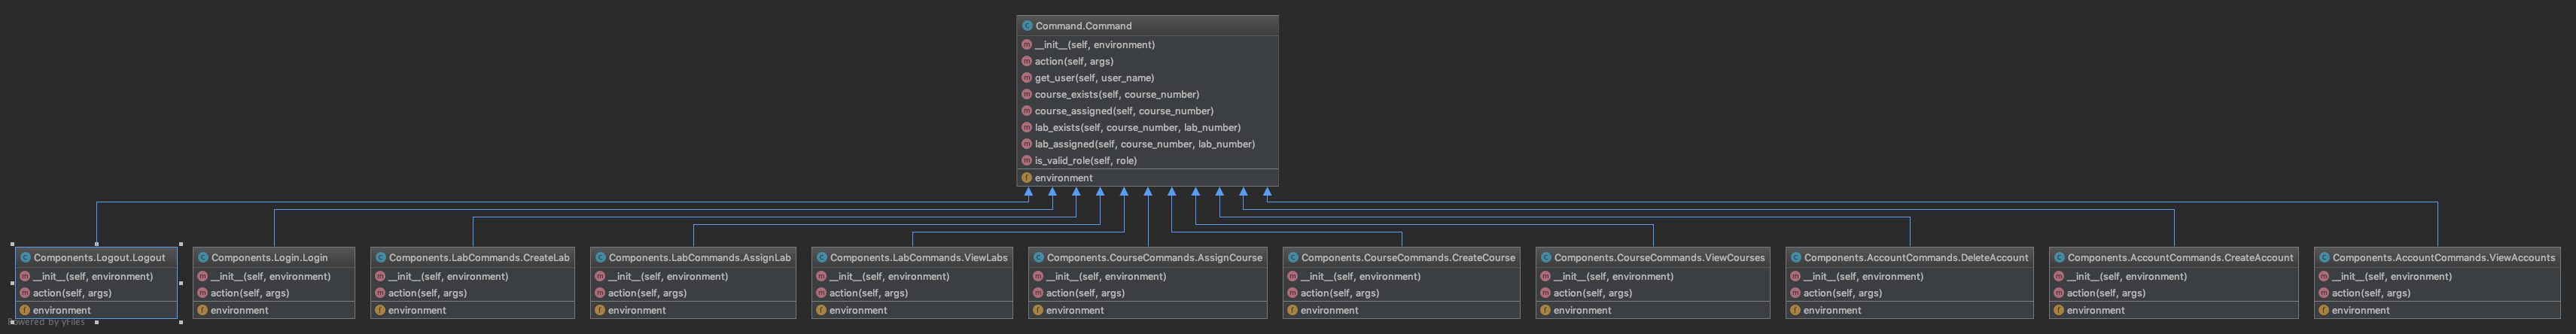 Command.Command
__init__(self, environment)
action(self, args)
get_user(self, user_name)
course_exists(self, course_number)
course_assigned(self, course_number)
lab_exists(self, course_number, lab_number)
lab_assigned(self, course_number, lab_number)
is_valid_role(self, role)
environment
Components.Logout.Logout
__init__(self, environment)
action(self, args)
environment
Components.Login.Login
__init__(self, environment)
action(self, args)
environment
Components.LabCommands.CreateLab
__init__(self, environment)
action(self, args)
environment
Components.LabCommands.AssignLab
__init__(self, environment)
action(self, args)
environment
Components.LabCommands.ViewLabs
__init__(self, environment)
action(self, args)
environment
Components.CourseCommands.AssignCourse
__init__(self, environment)
action(self, args)
environment
Components.CourseCommands.CreateCourse
__init__(self, environment)
action(self, args)
environment
Components.CourseCommands.ViewCourses
__init__(self, environment)
action(self, args)
environment
Components.AccountCommands.DeleteAccount
__init__(self, environment)
action(self, args)
environment
Components.AccountCommands.CreateAccount
__init__(self, environment)
action(self, args)
environment
Components.AccountCommands.ViewAccounts
__init__(self, environment)
action(self, args)
environment
Powered by yFiles